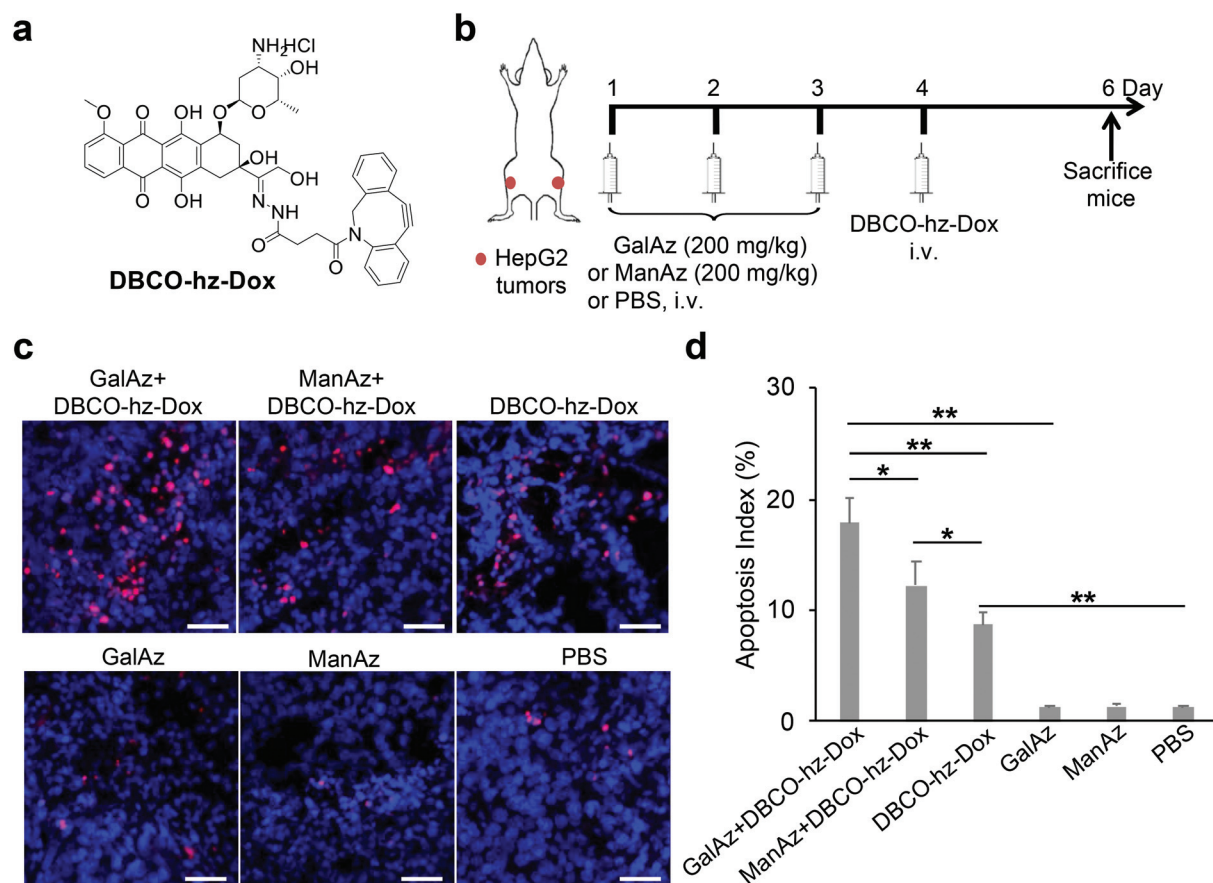 a
NH2HCl
OH
O
O
O
O
OH
O
OH
OH
O
OH
N
NH
O
N
O
DBCO-hz-Dox
b
1 2 3 4 6 Day
Sacrifice
mice
HepG2
tumors
GalAz (200 mg/kg)
or ManAz (200 mg/kg)
or PBS, i.v.
DBCO-hz-Dox
i.v.
c
GalAz+
DBCO-hz-Dox
ManAz+
DBCO-hz-Dox
DBCO-hz-Dox
GalAz
ManAz
PBS
d
Apoptosis Index (%)
30
20
10
0
**
**
*
*
**
GalAz+DBCO-hz-Dox
ManAz+DBCO-hz-Dox
DBCO-hz-Dox
GalAz
ManAz
PBS